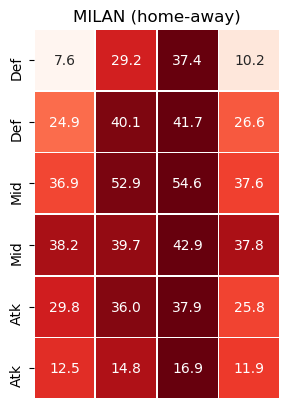 MILAN (home-away)
Def 7.6 29.2 37.4 10.2
Def 24.9 40.1 41.7 26.6
Mid 36.9 52.9 54.6 37.6
Mid 38.2 39.7 42.9 37.8
Atk 29.8 36.0 37.9 25.8
Atk 12.5 14.8 16.9 11.9